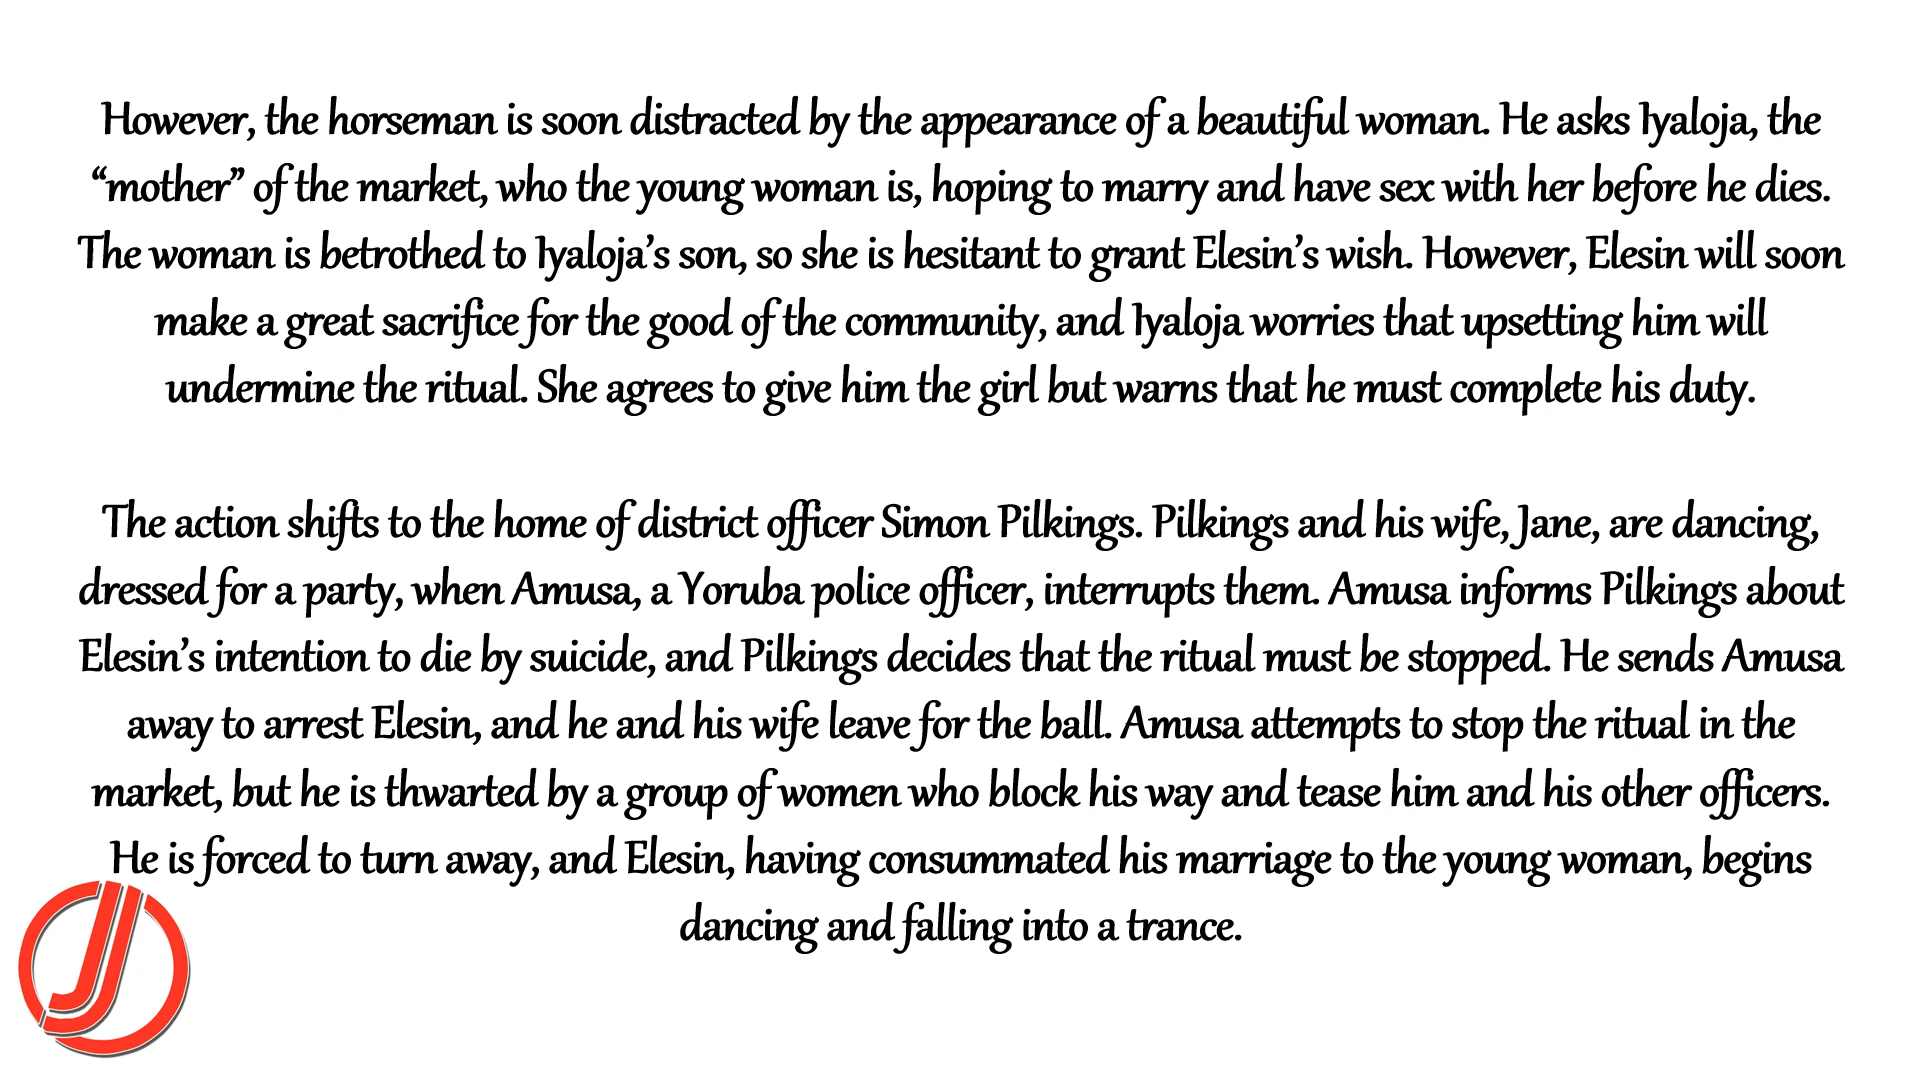 However, the horseman is soon distracted by the appearance of a beautiful woman. He asks Iyaloja, the
“mother” of the market, who the young woman is, hoping to marry and have sex with her before he dies.
The woman is betrothed to Iyaloja’s son, so she is hesitant to grant Elesin’s wish. However, Elesin will soon
make a great sacrifice for the good of the community, and Iyaloja worries that upsetting him will
undermine the ritual. She agrees to give him the girl but warns that he must complete his duty.
The action shifts to the home of district officer Simon Pilkings. Pilkings and his wife, Jane, are dancing,
dressed for a party, when Amusa, a Yoruba police officer, interrupts them. Amusa informs Pilkings about
Elesin’s intention to die by suicide, and Pilkings decides that the ritual must be stopped. He sends Amusa
away to arrest Elesin, and he and his wife leave for the ball. Amusa attempts to stop the ritual in the
market, but he is thwarted by a group of women who block his way and tease him and his other officers.
He is forced to turn away, and Elesin, having consummated his marriage to the young woman, begins
dancing and falling into a trance.